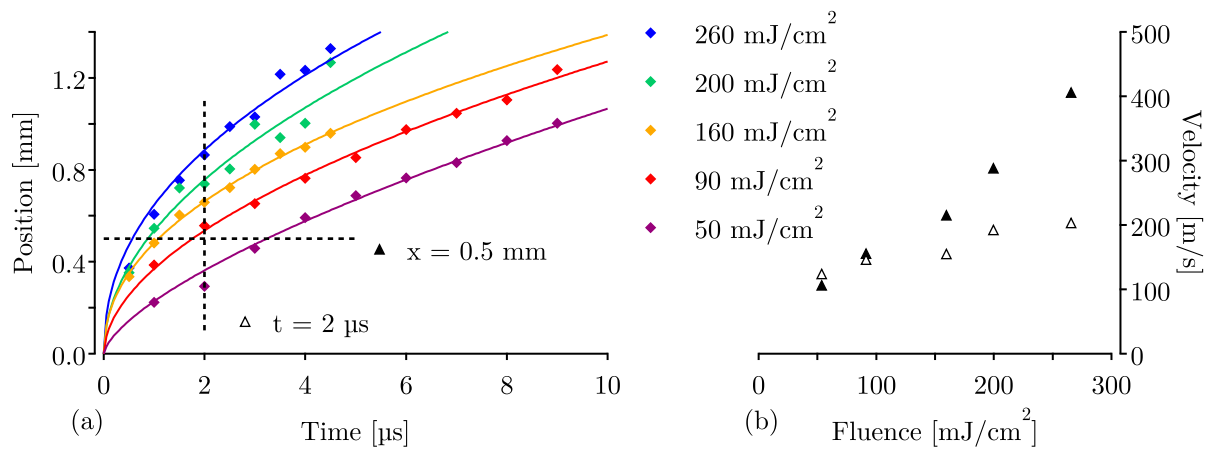 Position [mm]
1.2
0.8
0.4
0.0
0
2
4
6
8
10
Time [µs]
(a)
x = 0.5 mm
t = 2 µs
260 mJ/cm²
200 mJ/cm²
160 mJ/cm²
90 mJ/cm²
50 mJ/cm²
500
400
300
200
100
0
Velocity [m/s]
0
100
200
300
Fluence [mJ/cm²]
(b)